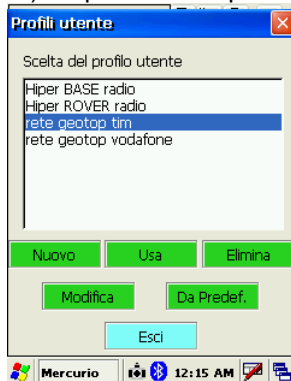 Profili utente
Scelta del profilo utente
Hiper BASE radio
Hiper ROVER radio
rete geotop tim
rete geotop vodafone
Nuovo Usa Elimina
Modifica Da Predef.
Esci
Mercurio 12:15 AM